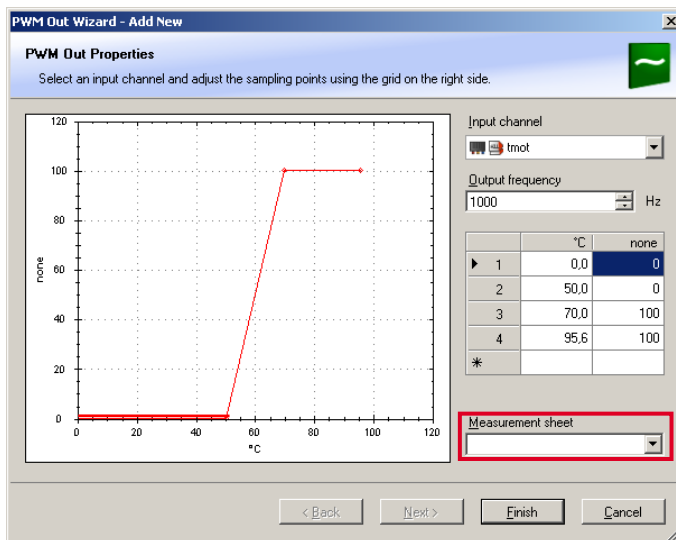 PWM Out Wizard - Add New
PWM Out Properties
Select an input channel and adjust the sampling points using the grid on the right side.
120
100
80
60
40
20
0
none
0 20 40 60 80 100 120
°C
Input channel
tmot
Output frequency
1000 Hz
°C none
1 0,0 0
2 50,0 0
3 70,0 100
4 95,6 100
*
Measurement sheet
< Back Next > Finish Cancel